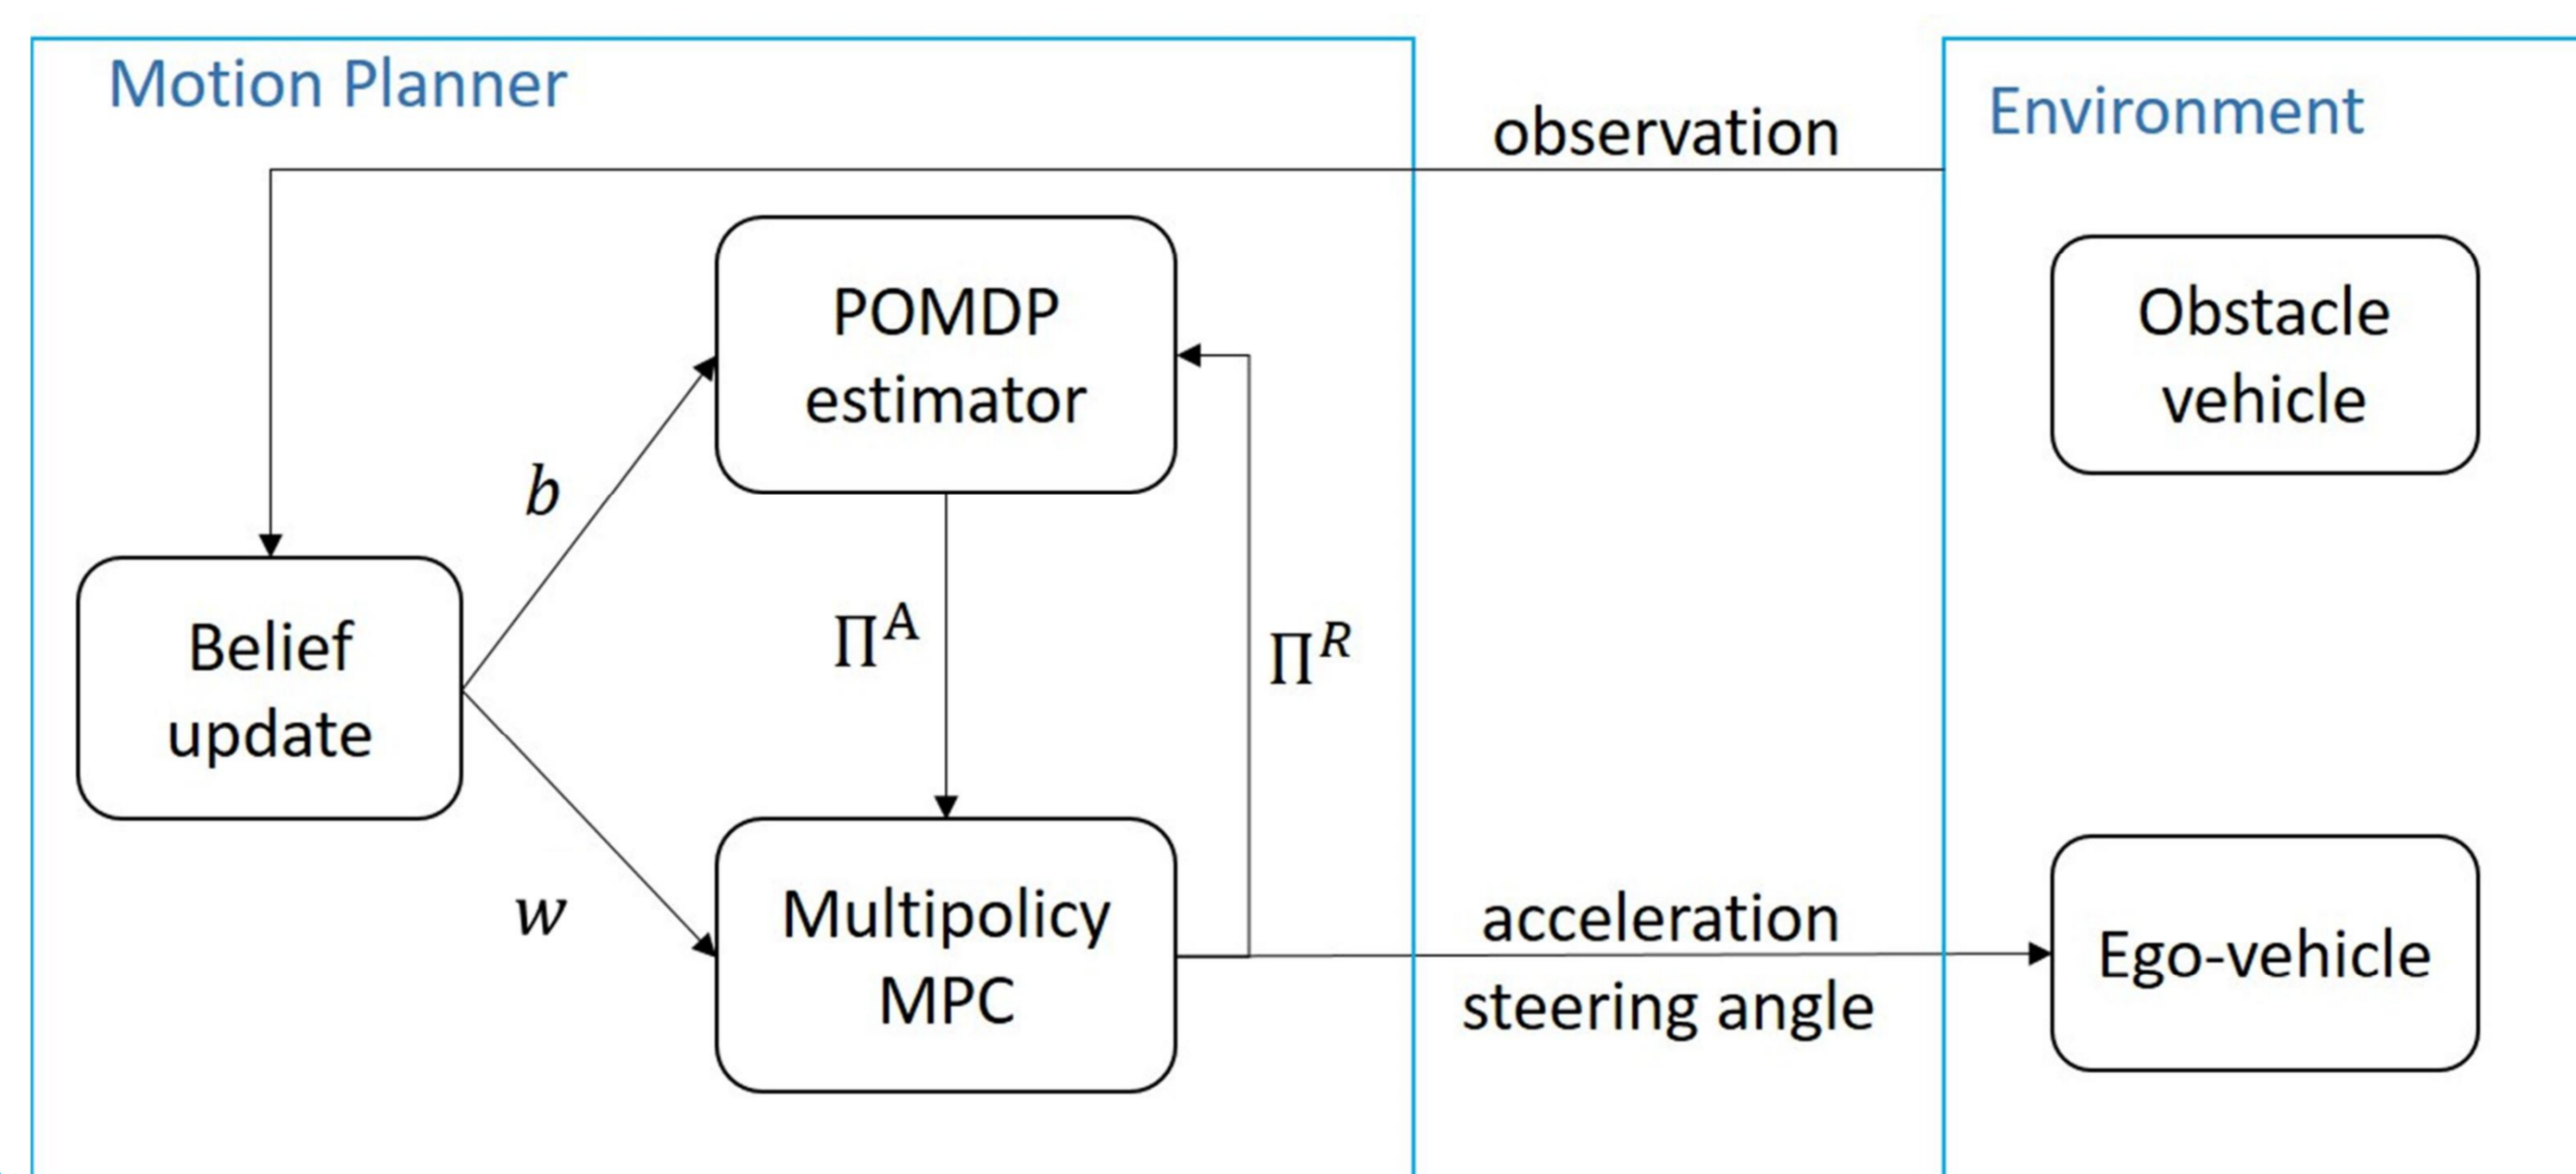 Motion Planner
observation
Environment
POMDP
estimator
Obstacle
vehicle
b
Belief
update
∏ᴬ
∏ᴿ
w
Multipolicy
MPC
acceleration
steering angle
Ego-vehicle